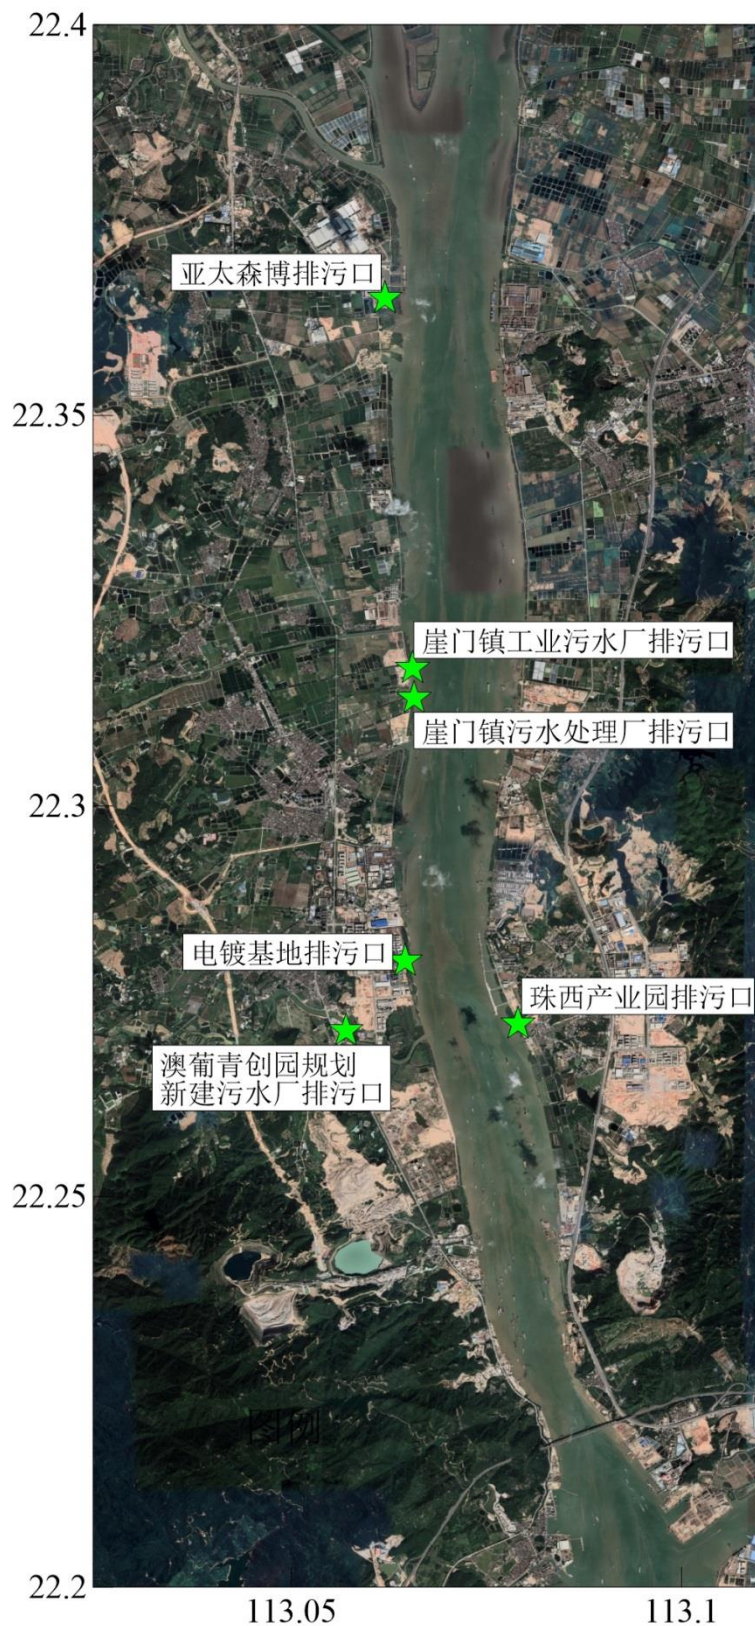 22.4
亚太森博排污口
22.35
崖门镇工业污水厂排污口
崖门镇污水处理厂排污口
22.3
电镀基地排污口
珠西产业园排污口
澳葡青创园规划
新建污水厂排污口
22.25
22.2
113.05
113.1